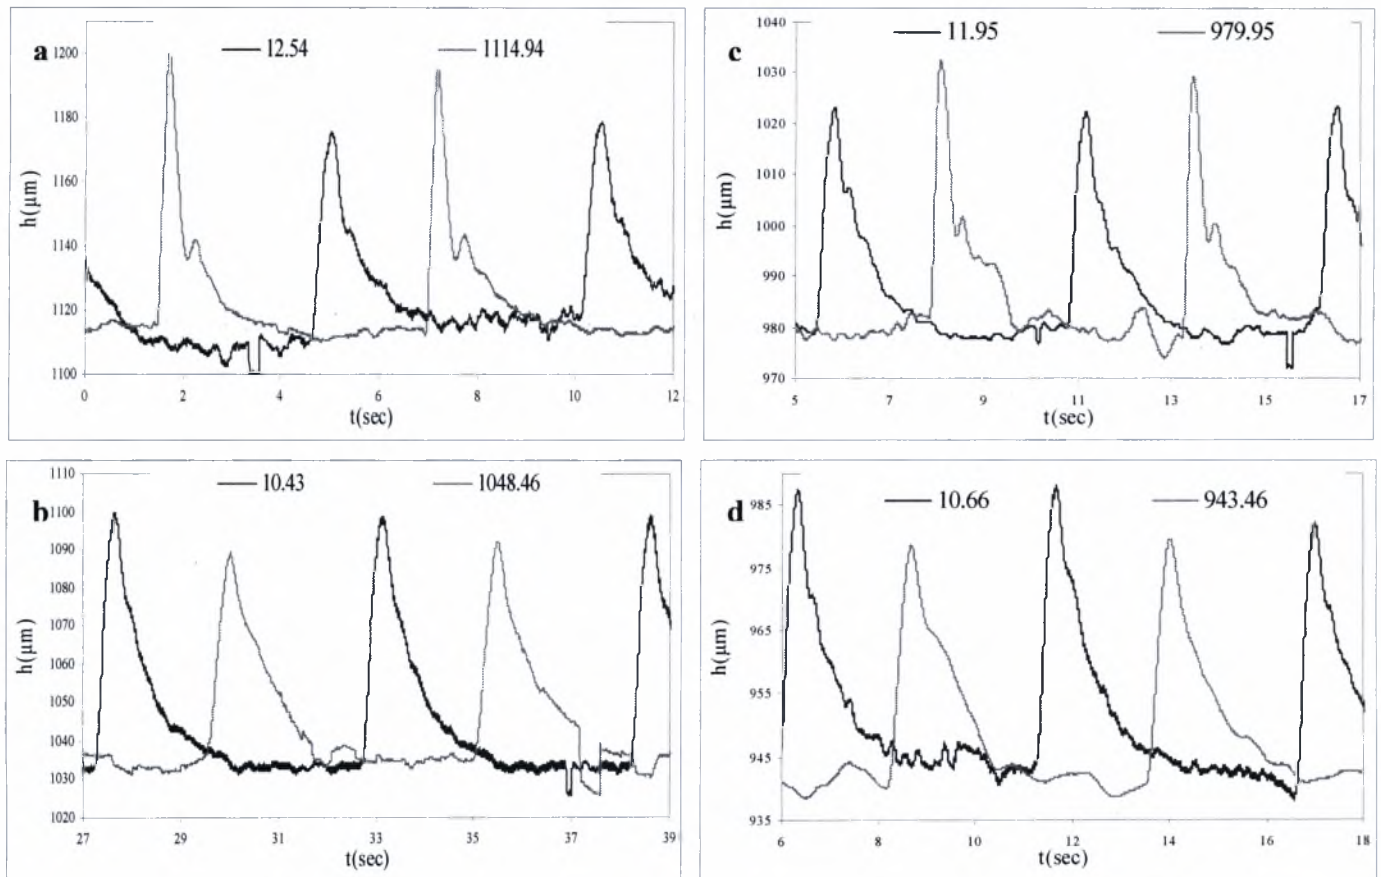 a 12.54 1114.94
1200
1180
1160
1140
1120
1100
h(μm)
0 2 4 6 8 10 12
t(sec)
c 11.95 979.95
1040
1030
1020
1010
1000
990
980
970
h(μm)
5 7 9 11 13 15 17
t(sec)
b 10.43 1048.46
1110
1100
1090
1080
1070
1060
1050
1040
1030
1020
h(μm)
27 29 31 33 35 37 39
t(sec)
d 10.66 943.46
985
975
965
955
945
935
h(μm)
6 8 10 12 14 16 18
t(sec)